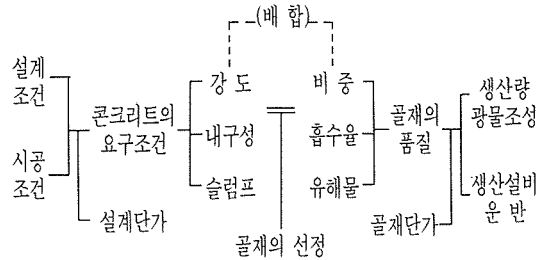 (배 합)
설계
조건
강 도
비 중
생산량
광물조성
콘크리트의
요구조건
내구성
흡수율
골재의
품질
시공
조건
슬럼프
유해물
생산설비
운 반
설계단가
골재단가
골재의 선정